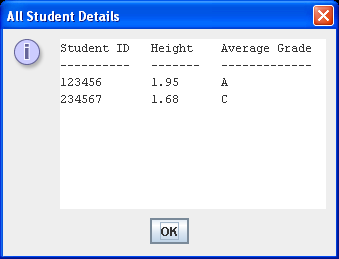 All Student Details
Student ID   Height   Average Grade
----------   -------   -------------
123456   1.95   A
234567   1.68   C
OK